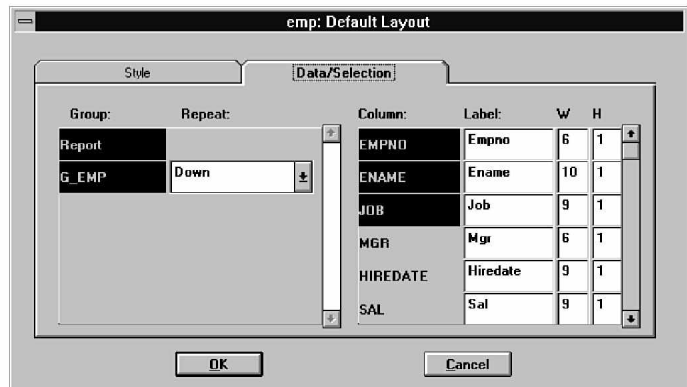 emp: Default Layout
Style Data/Selection
Group: Repeat: Column: Label: W H
Report EMPNO Empno 6 1
G_EMP Down ENAME Ename 10 1
JOB Job 9 1
MGR Mgr 6 1
HIREDATE Hiredate 9 1
SAL Sal 9 1
OK Cancel